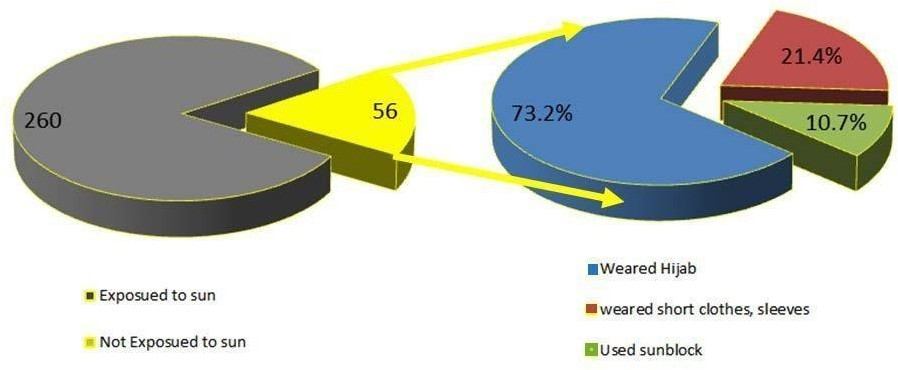 260
56
73.2%
21.4%
10.7%
Exposued to sun
Not Exposued to sun
Weared Hijab
weared short clothes, sleeves
Used sunblock